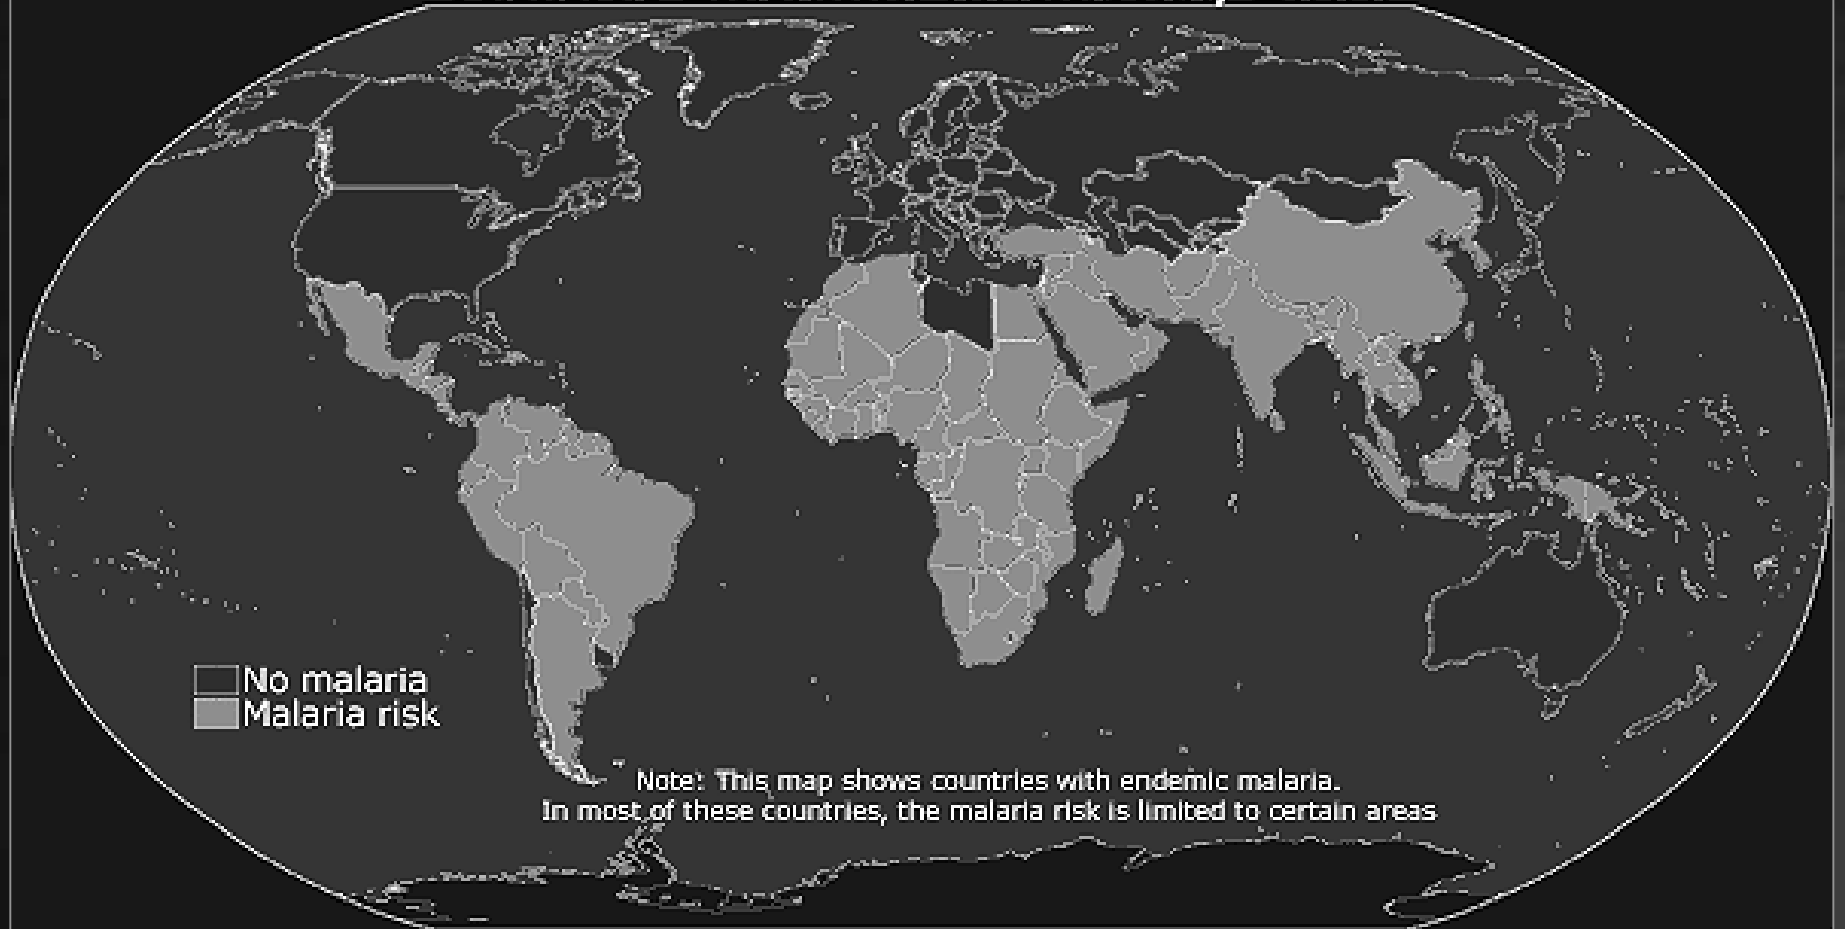 No malaria
Malaria risk
Note: This map shows countries with endemic malaria.
In most of these countries, the malaria risk is limited to certain areas